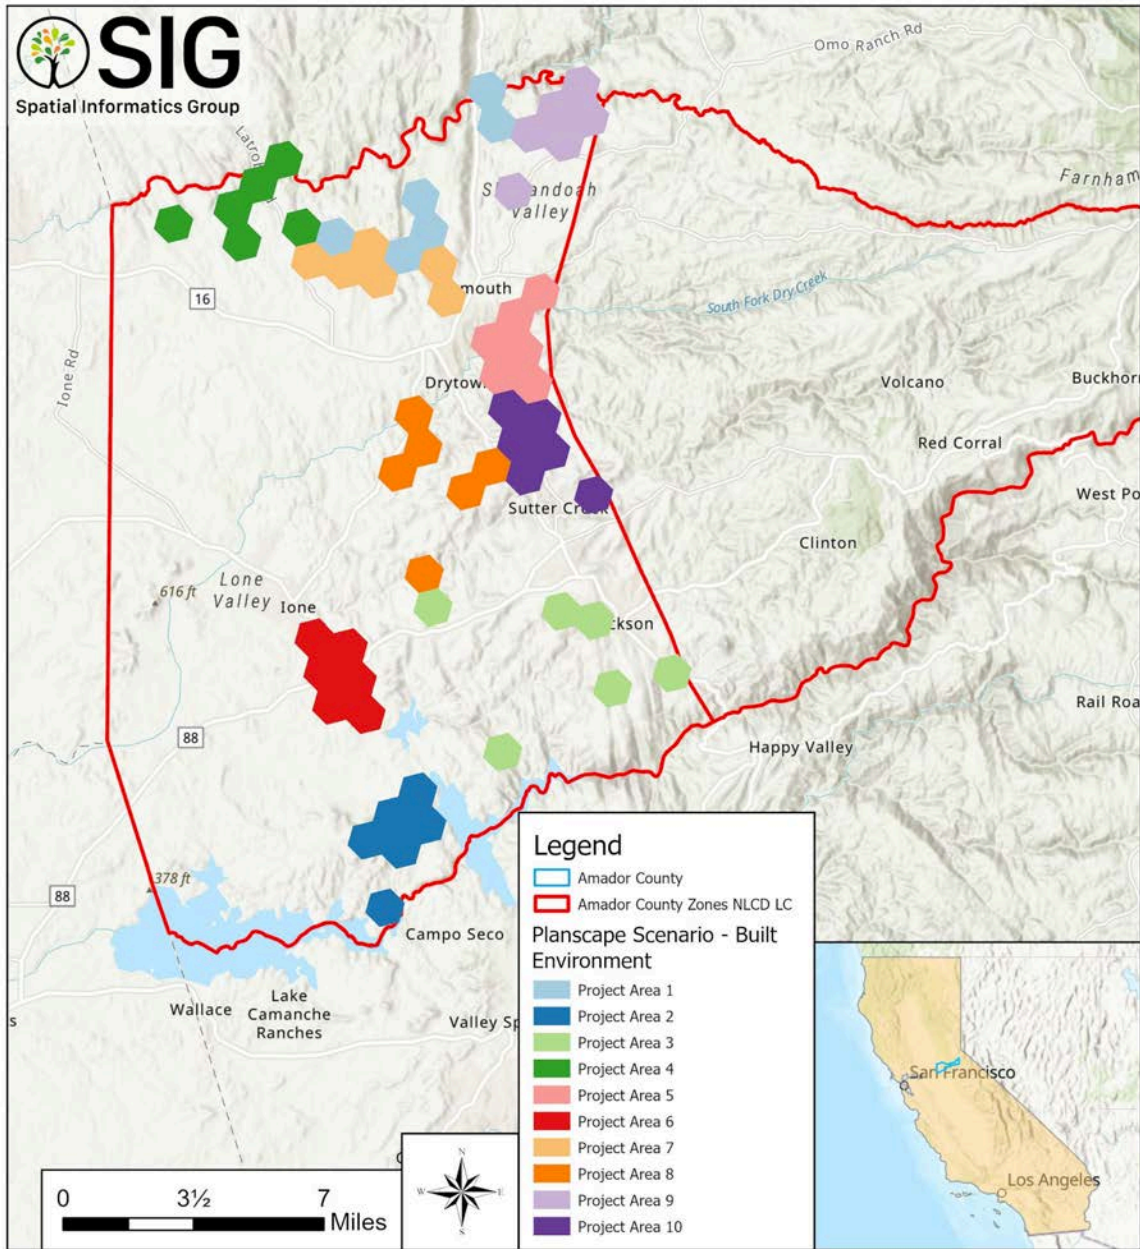 SIG
Spatial Informatics Group
Omo Ranch Rd
Farnham
Shenandoah
Valley
16
mouth
South Fork Dry Creek
Ione Rd
Drytow
Volcano
Buckhorn
Red Corral
West Po
Sutter Creek
Clinton
Lone
Valley
616 ft
Ione
ckson
Rail Roa
88
Happy Valley
378 ft
88
Campo Seco
Wallace
Lake
Camanche
Ranches
Valley Sp
s
Legend
Amador County
Amador County Zones NLCD LC
Planscape Scenario - Built
Environment
Project Area 1
Project Area 2
Project Area 3
Project Area 4
Project Area 5
Project Area 6
Project Area 7
Project Area 8
Project Area 9
Project Area 10
San Francisco
Los Angeles
N
W E
S
0 3½ 7
Miles